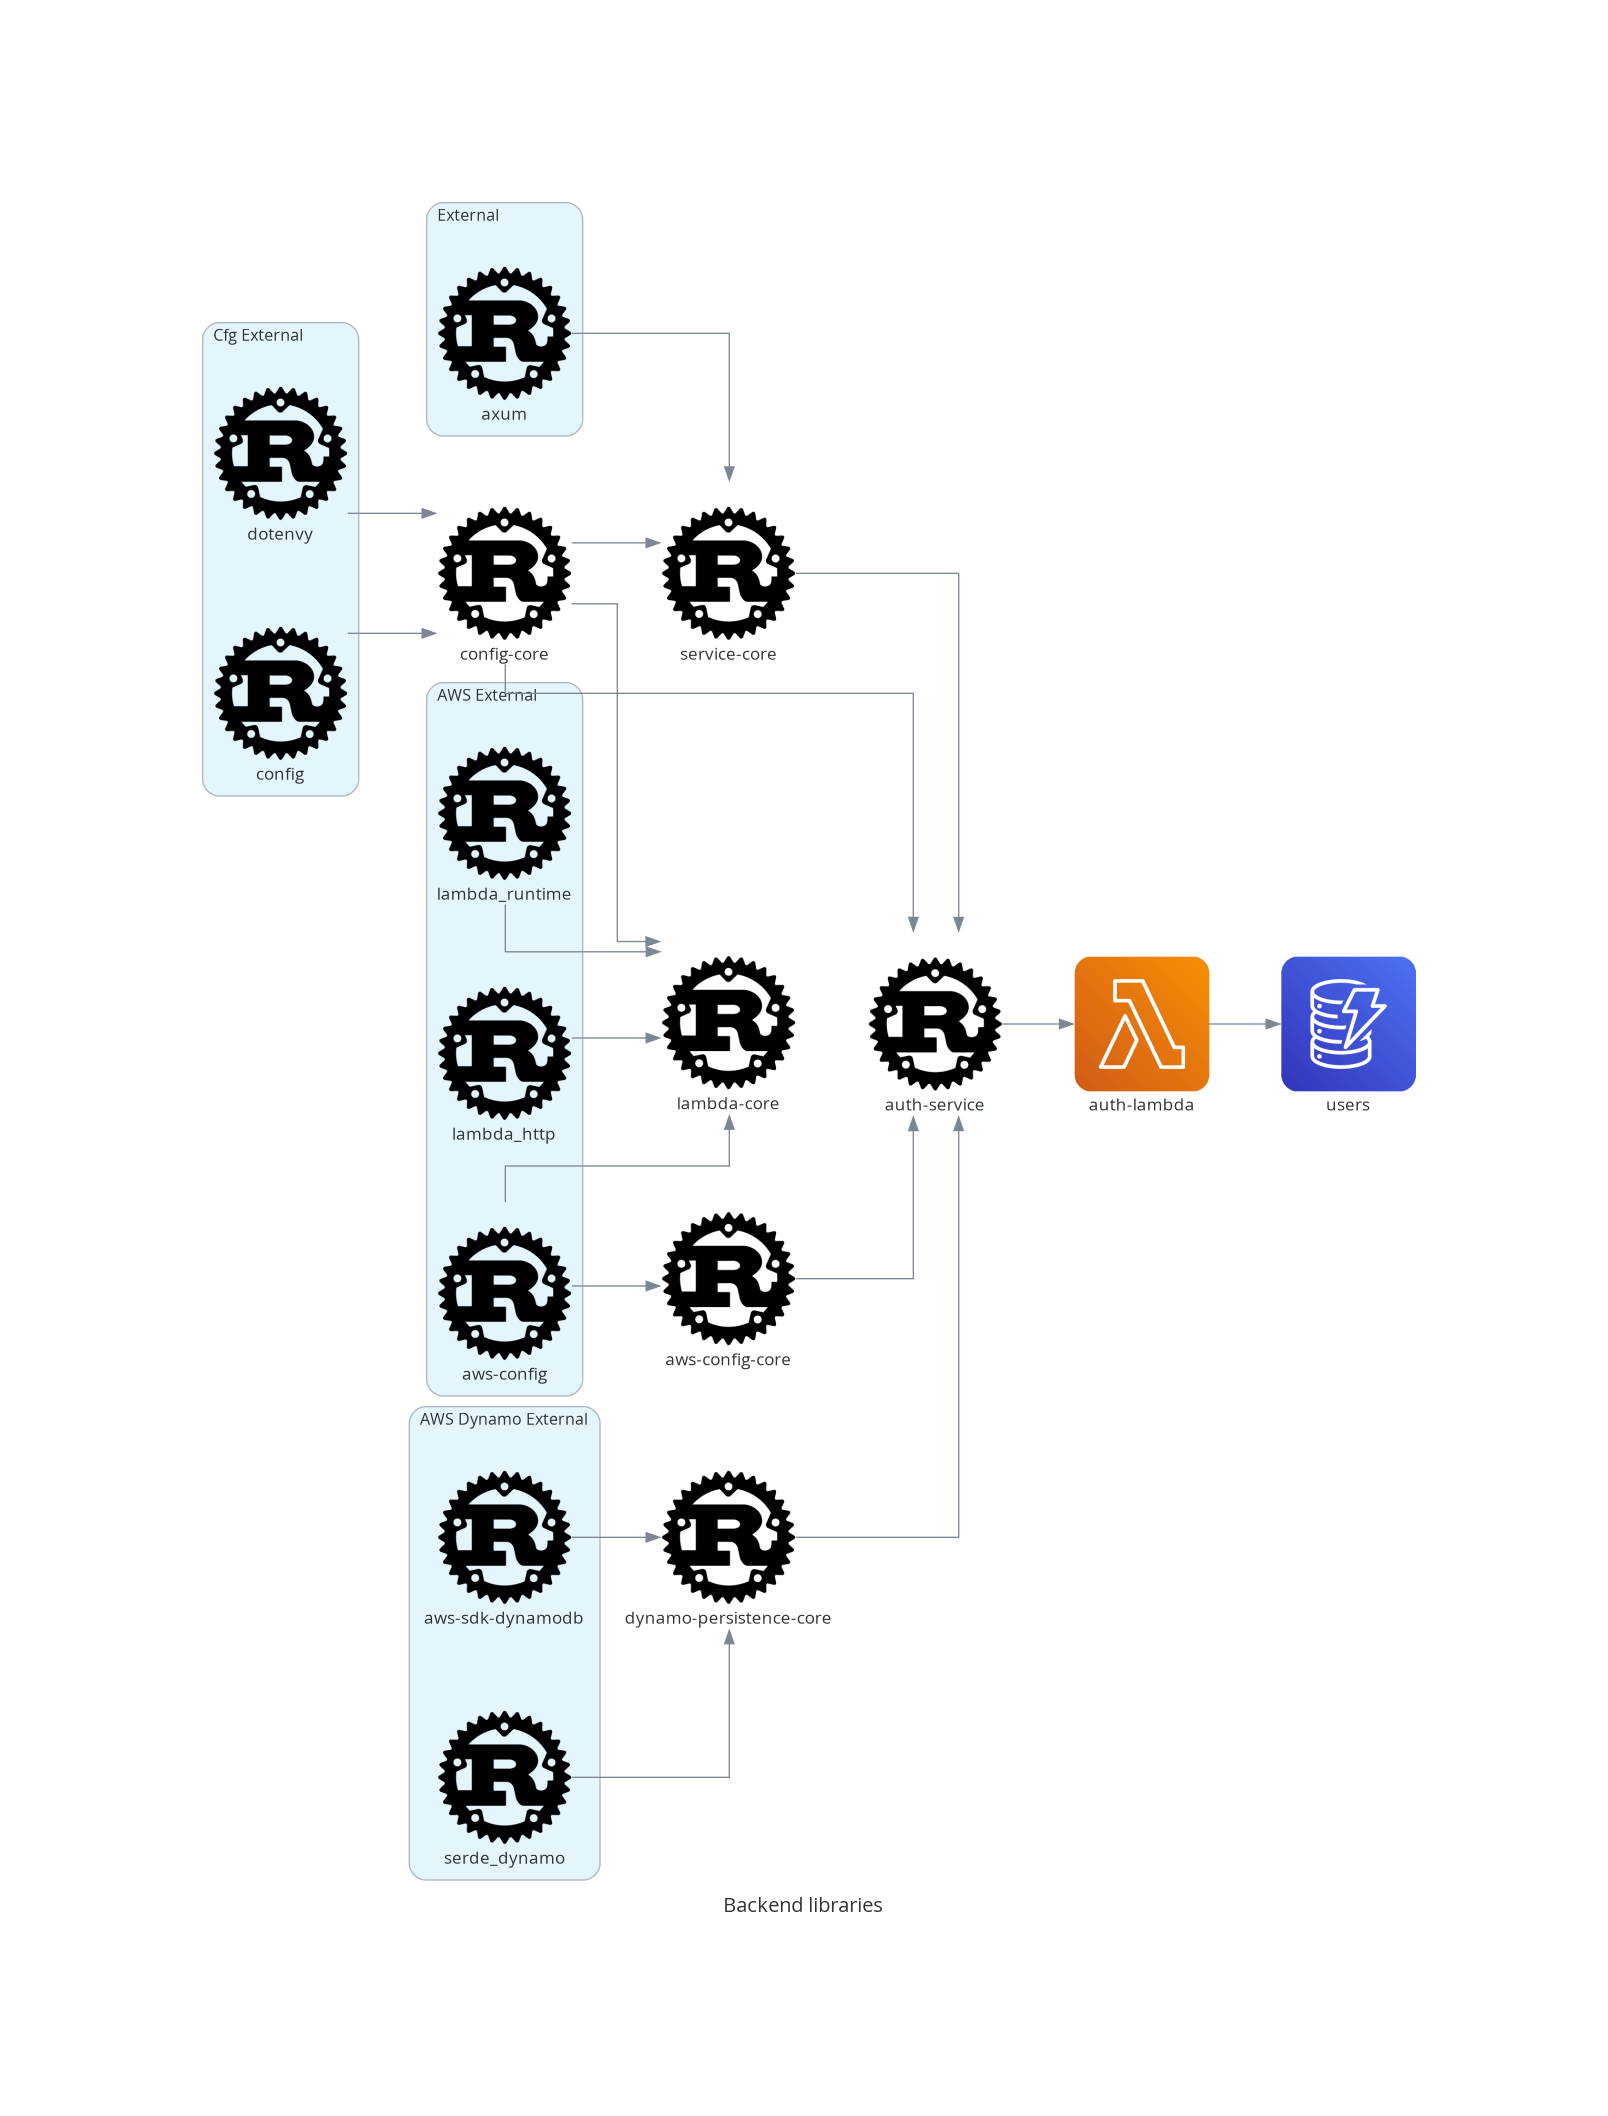 External
axum
Cfg External
dotenvy
config
config-core
service-core
AWS External
lambda_runtime
lambda_http
aws-config
lambda-core
auth-service
auth-lambda
users
aws-config-core
AWS Dynamo External
aws-sdk-dynamodb
dynamo-persistence-core
serde_dynamo
Backend libraries